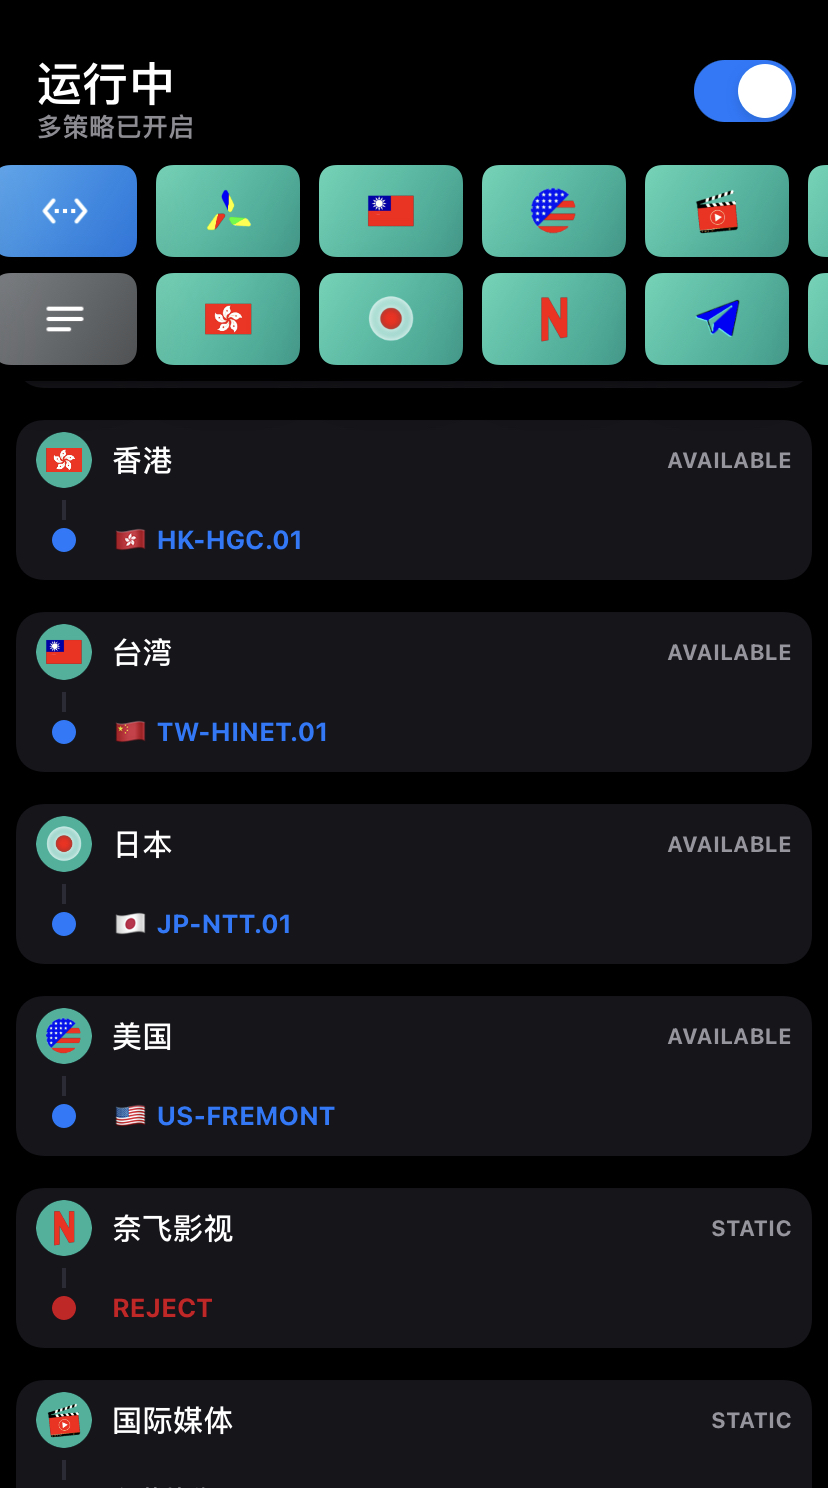 运行中
多策略已开启
香港
AVAILABLE
HK-HGC.01
台湾
AVAILABLE
TW-HINET.01
日本
AVAILABLE
JP-NTT.01
美国
AVAILABLE
US-FREMONT
奈飞影视
STATIC
REJECT
国际媒体
STATIC